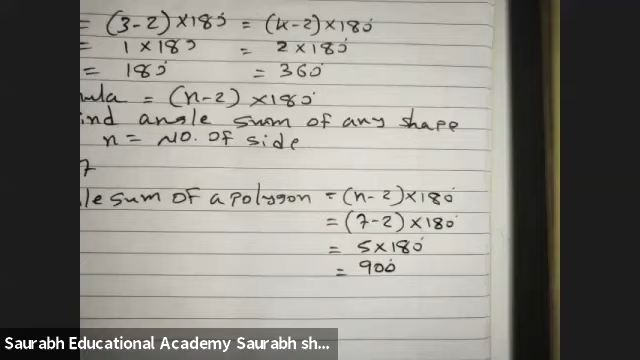 = (3-2) × 180° = (4-2) × 180°
= 1 × 180 = 2 × 180°
= 180° = 360°
ula = (n-2) × 180°
ind angle sum of any shape
n = NO. of side
7
le sum of a polygon = (n-2) × 180°
= (7-2) × 180°
= 5 × 180°
= 900°
Saurabh Educational Academy Saurabh sh...